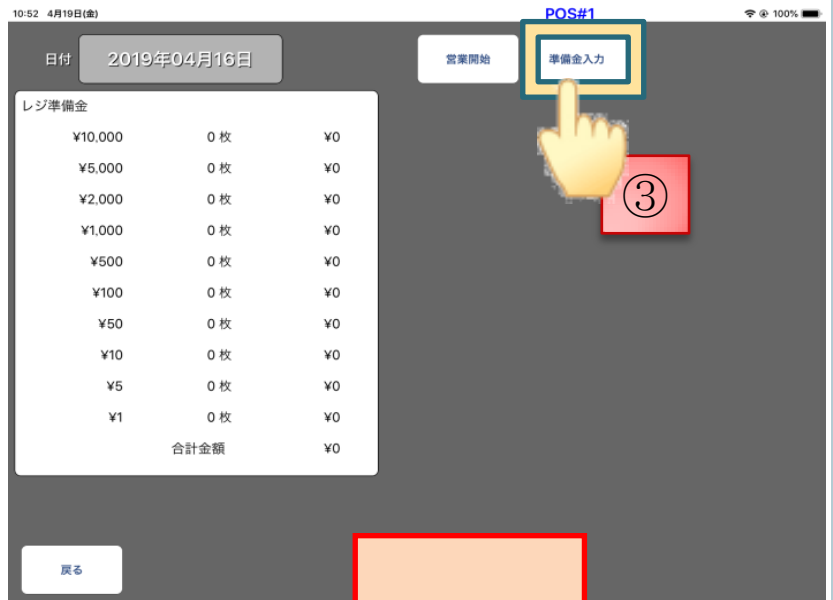 10:52 4月19日(金) POS#1 100%
日付 2019年04月16日 営業開始 準備金入力
レジ準備金
¥10,000 0 枚 ¥0
¥5,000 0 枚 ¥0
¥2,000 0 枚 ¥0
¥1,000 0 枚 ¥0
¥500 0 枚 ¥0
¥100 0 枚 ¥0
¥50 0 枚 ¥0
¥10 0 枚 ¥0
¥5 0 枚 ¥0
¥1 0 枚 ¥0
合計金額 ¥0
③
戻る